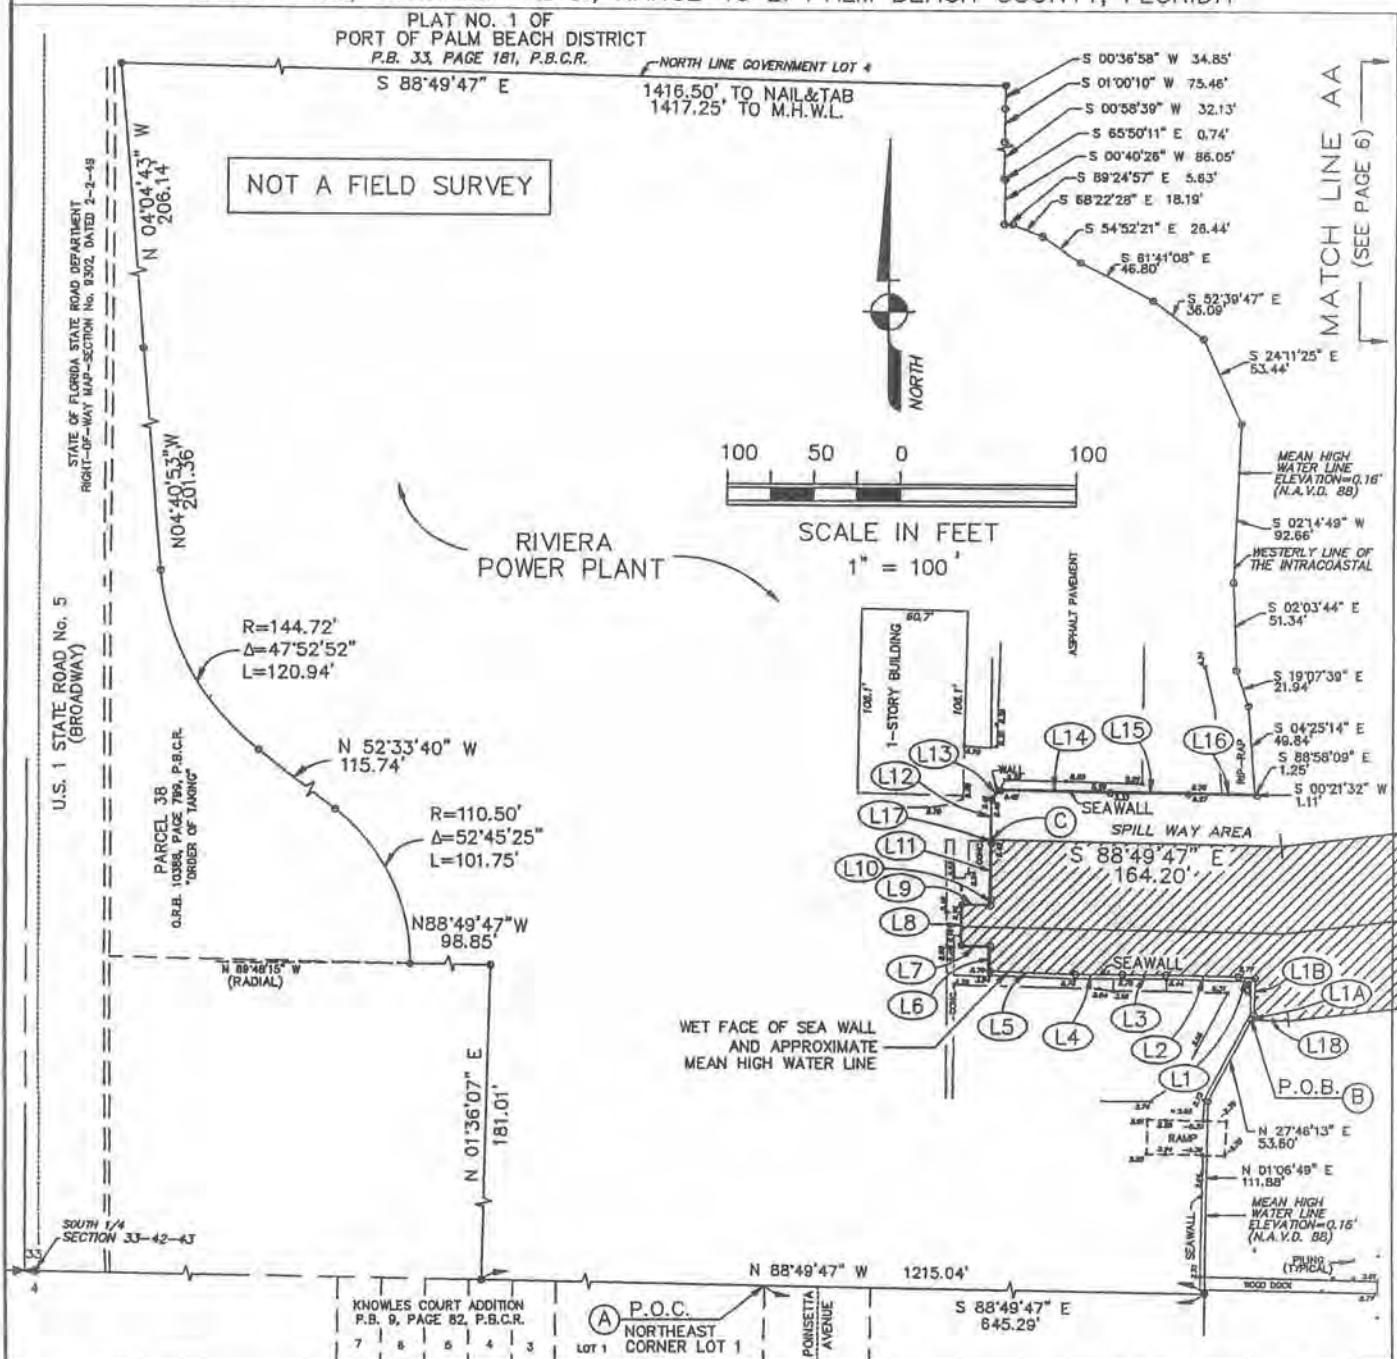 PLAT NO. 1 OF
PORT OF PALM BEACH DISTRICT
P.B. 33, PAGE 181, P.B.C.R.
NORTH LINE GOVERNMENT LOT 4
S 88°49'47" E
1416.50' TO NAIL&TAB
1417.25' TO M.H.W.L.
S 00°36'58" W 34.85'
S 01°00'10" W 75.46'
S 00°58'39" W 32.13'
S 65°50'11" E 0.74'
S 00°40'26" W 86.05'
S 89°24'57" E 5.63'
S 68°22'28" E 18.19'
S 54°52'21" E 26.44'
S 61°41'08" E
46.80'
S 52°39'47" E
36.09'
S 24°11'25" E
53.44'
MATCH LINE AA
(SEE PAGE 6)
NOT A FIELD SURVEY
N 04°04'43" W
206.14'
STATE OF FLORIDA STATE ROAD DEPARTMENT
RIGHT-OF-WAY MAP-SECTION No. 9302, DATED 2-2-49
NORTH
100 50 0 100
SCALE IN FEET
1" = 100'
MEAN HIGH
WATER LINE
ELEVATION=0.16'
(N.A.V.D. 88)
S 02°14'49" W
92.66'
WESTERLY LINE OF
THE INTRACOASTAL
S 02°03'44" E
51.34'
S 19°07'39" E
21.94'
S 04°25'14" E
49.84'
S 88°58'09" E
1.25'
S 00°21'32" W
1.11'
N04°40'53"W
201.36'
RIVIERA
POWER PLANT
U.S. 1 STATE ROAD No. 5
(BROADWAY)
R=144.72'
Δ=47°52'52"
L=120.94'
60.7'
108.1'
1-STORY BUILDING
108.1'
ASPHALT PAVEMENT
RIP-RAP
L13
L14
L15
L16
L12
WALL
SEAWALL
L17
C
SPILL WAY AREA
S 88°49'47" E
164.20'
L11
CONC.
L10
L9
L8
L7
L6
L5
L4
L3
L2
L1
SEAWALL
L1B
L1A
L18
N 52°33'40" W
115.74'
PARCEL 38
O.R.B. 10388, PAGE 789, P.B.C.R.
"ORDER OF TAKING"
R=110.50'
Δ=52°45'25"
L=101.75'
N88°49'47"W
98.85'
N 89°48'15" W
(RADIAL)
CONC.
WET FACE OF SEA WALL
AND APPROXIMATE
MEAN HIGH WATER LINE
P.O.B.
B
N 27°46'13" E
53.60'
RAMP
N 01°06'49" E
111.88'
MEAN HIGH
WATER LINE
ELEVATION=0.15'
(N.A.V.D. 88)
SEAWALL
PILING
(TYPICAL)
WOOD DOCK
N 01°36'07" E
181.01'
SOUTH 1/4
SECTION 33-42-43
33
4
N 88°49'47" W 1215.04'
S 88°49'47" E
645.29'
KNOWLES COURT ADDITION
P.B. 9, PAGE 82, P.B.C.R.
7 6 5 4 3 LOT 1
A
P.O.C.
NORTHEAST
CORNER LOT 1
POINSETTA
AVENUE